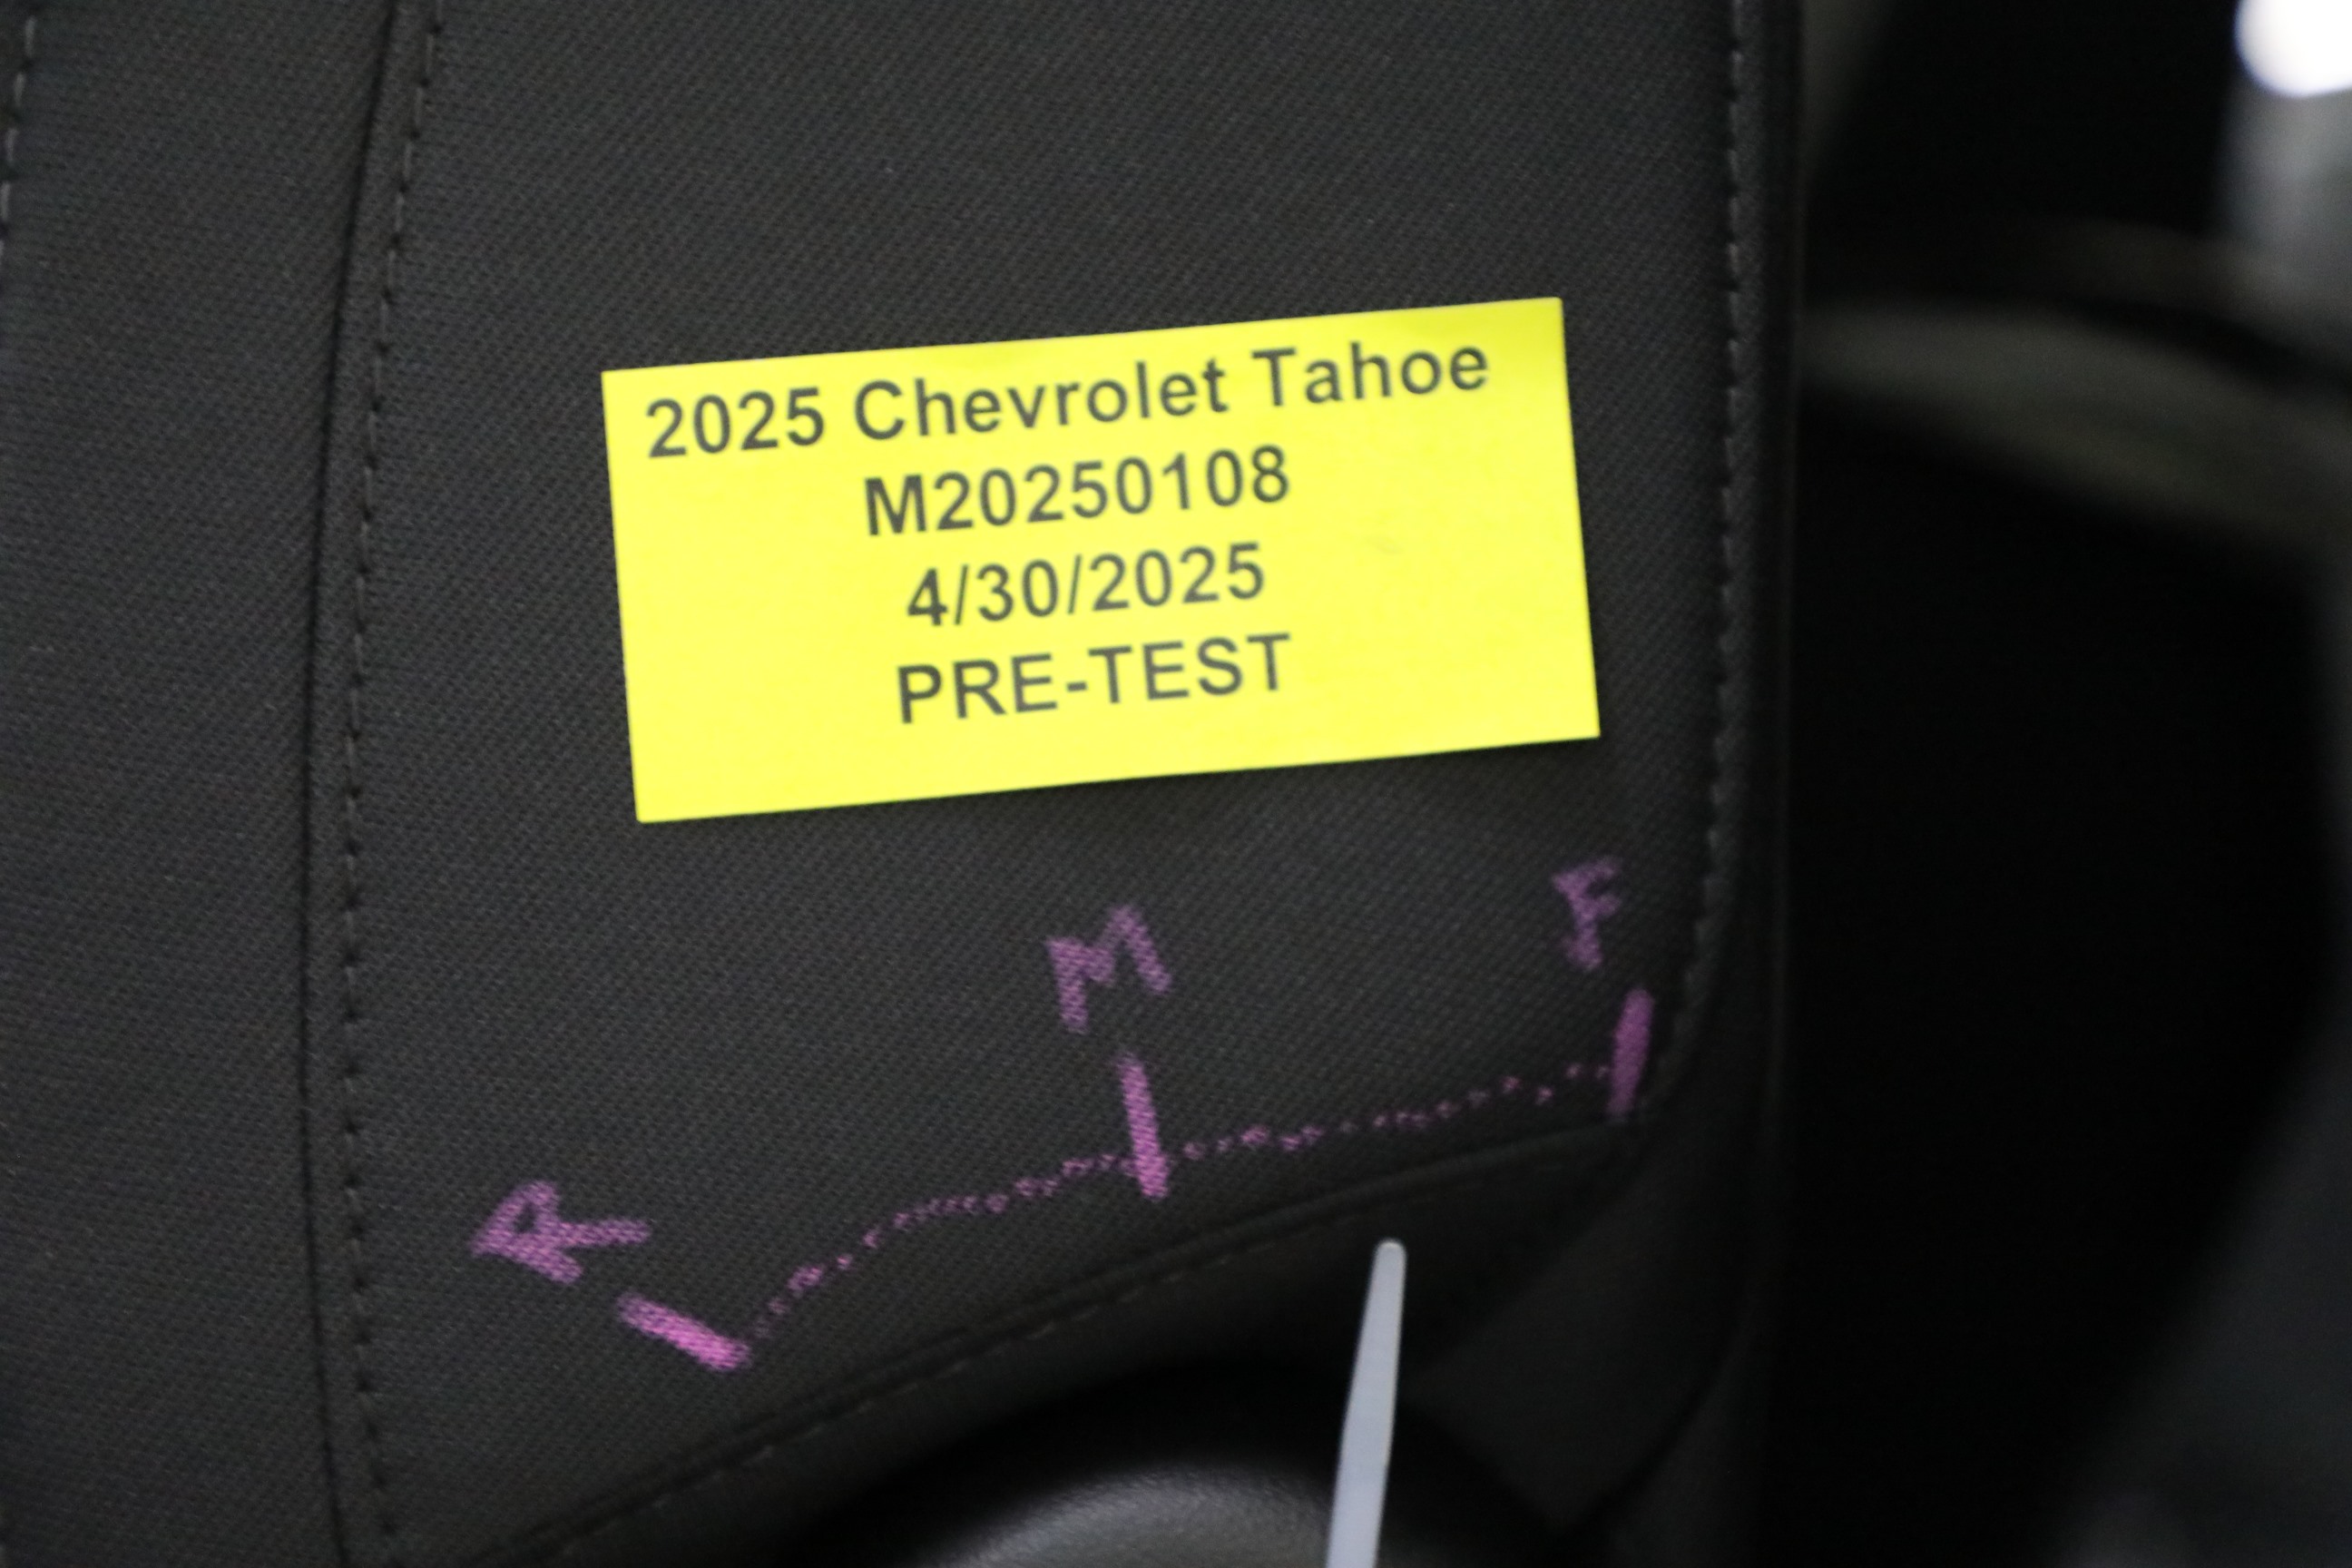 2025 Chevrolet Tahoe
M20250108
4/30/2025
PRE-TEST
F
M
R